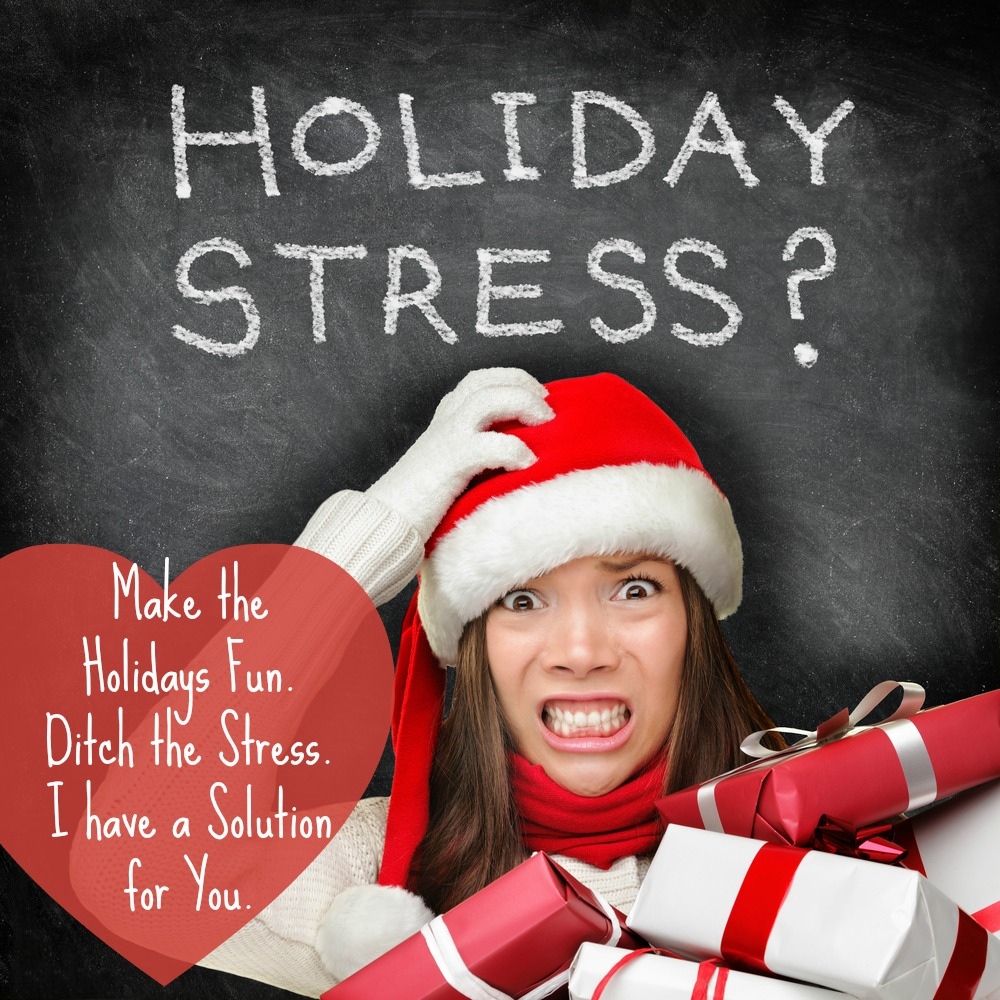 HOLIDAY
STRESS?
Make the
Holidays Fun.
Ditch the Stress.
I have a Solution
for You.